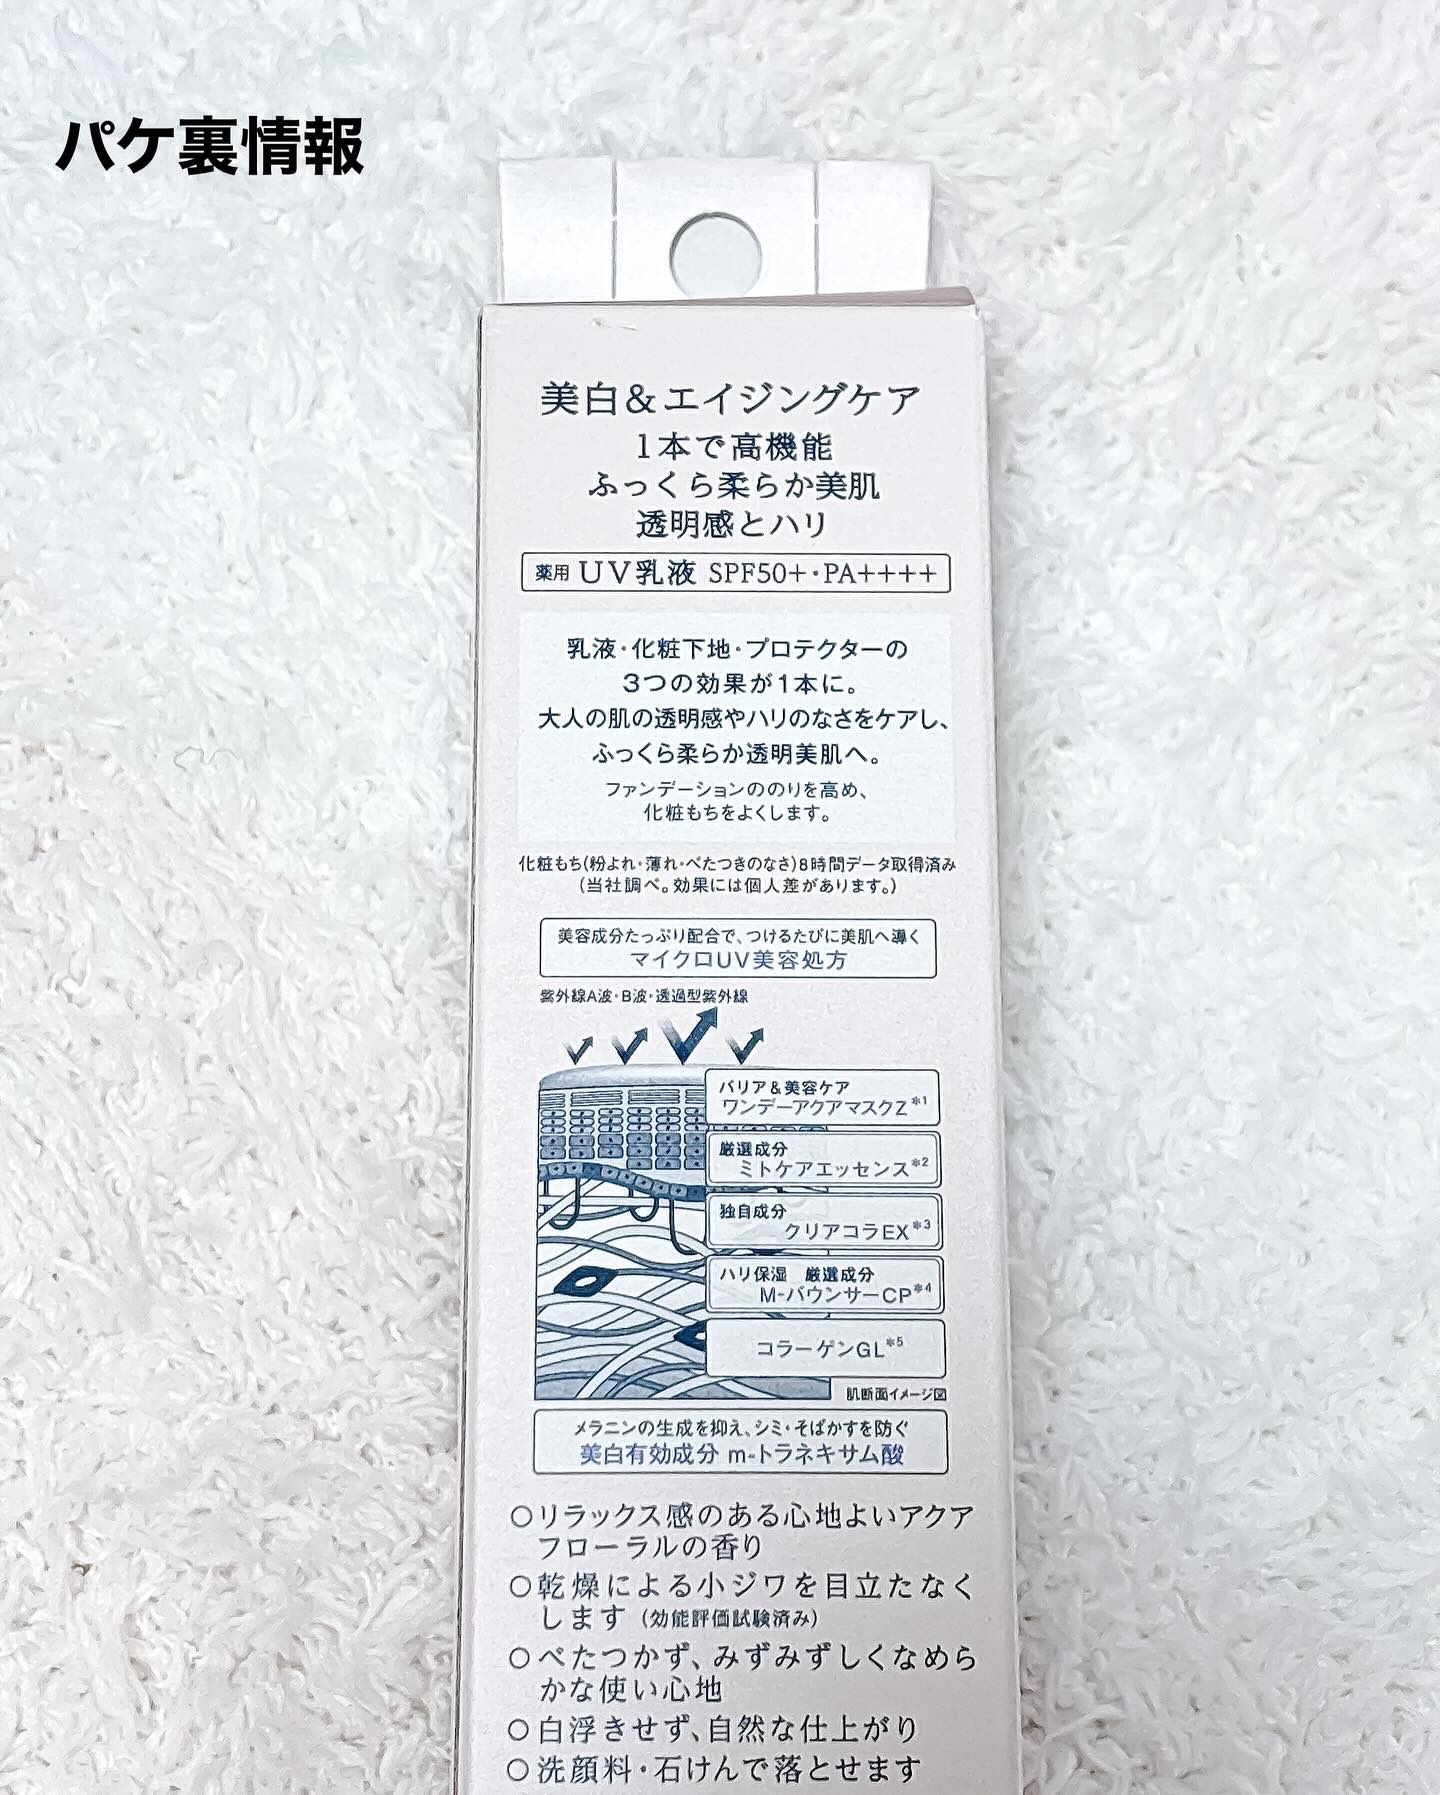 パケ裏情報
美白&エイジングケア
1本で高機能
ふっくら柔らか美肌
透明感とハリ
薬用 UV乳液 SPF50+・PA++++
乳液・化粧下地・プロテクターの
3つの効果が1本に。
大人の肌の透明感やハリのなさをケアし、
ふっくら柔らか透明美肌へ。
ファンデーションののりを高め、
化粧もちをよくします。
化粧もち(粉よれ・薄れ・べたつきのなさ)8時間データ取得済み
(当社調べ。効果には個人差があります。)
美容成分たっぷり配合で、つけるたびに美肌へ導く
マイクロUV美容処方
紫外線A波・B波・透過型紫外線
バリア&美容ケア
ワンデーアクアマスクZ*1
厳選成分
ミトケアエッセンス*2
独自成分
クリアコラEX*3
ハリ保湿 厳選成分
M-バウンサーCP*4
コラーゲンGL*5
肌断面イメージ図
メラニンの生成を抑え、シミ・そばかすを防ぐ
美白有効成分 m-トラネキサム酸
○リラックス感のある心地よいアクア
フローラルの香り
○乾燥による小ジワを目立たなく
します (効能評価試験済み)
○べたつかず、みずみずしくなめら
かな使い心地
○白浮きせず、自然な仕上がり
○洗顔料・石けんで落とせます